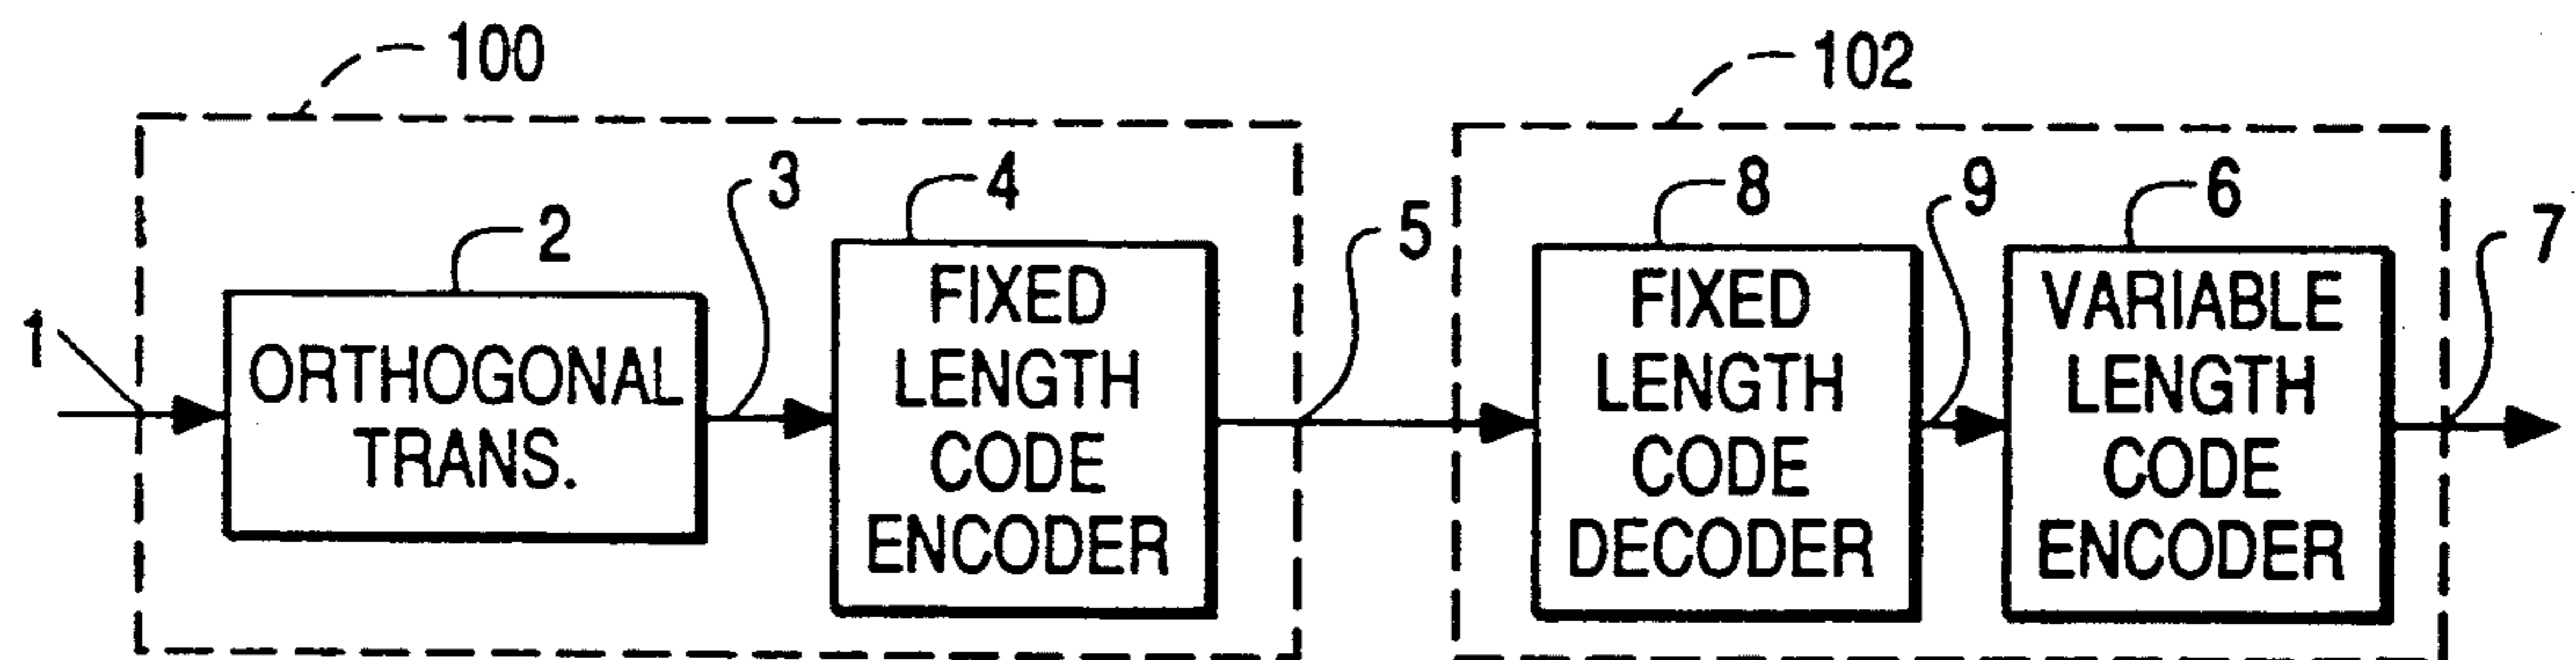 100
102
1
2
3
4
5
8
9
6
7
ORTHOGONAL
TRANS.
FIXED
LENGTH
CODE
ENCODER
FIXED
LENGTH
CODE
DECODER
VARIABLE
LENGTH
CODE
ENCODER